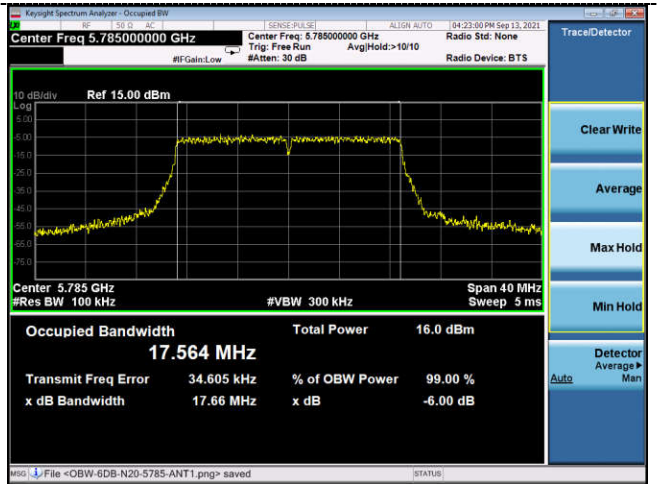 Keysight Spectrum Analyzer - Occupied BW
RF 50 Ω AC SENSE:PULSE ALIGN AUTO 04:23:00 PM Sep 13, 2021
Center Freq 5.785000000 GHz
Center Freq: 5.785000000 GHz Radio Std: None
Trig: Free Run Avg|Hold:>10/10
#IFGain:Low #Atten: 30 dB Radio Device: BTS
Trace/Detector
10 dB/div Ref 15.00 dBm
Log
5.00
-5.00
-15.0
-25.0
-35.0
-45.0
-55.0
-65.0
-75.0
Center 5.785 GHz Span 40 MHz
#Res BW 100 kHz #VBW 300 kHz Sweep 5 ms
Occupied Bandwidth Total Power 16.0 dBm
17.564 MHz
Transmit Freq Error 34.605 kHz % of OBW Power 99.00 %
x dB Bandwidth 17.66 MHz x dB -6.00 dB
Clear Write
Average
Max Hold
Min Hold
Detector
Average▶
Auto Man
MSG File <OBW-6DB-N20-5785-ANT1.png> saved STATUS